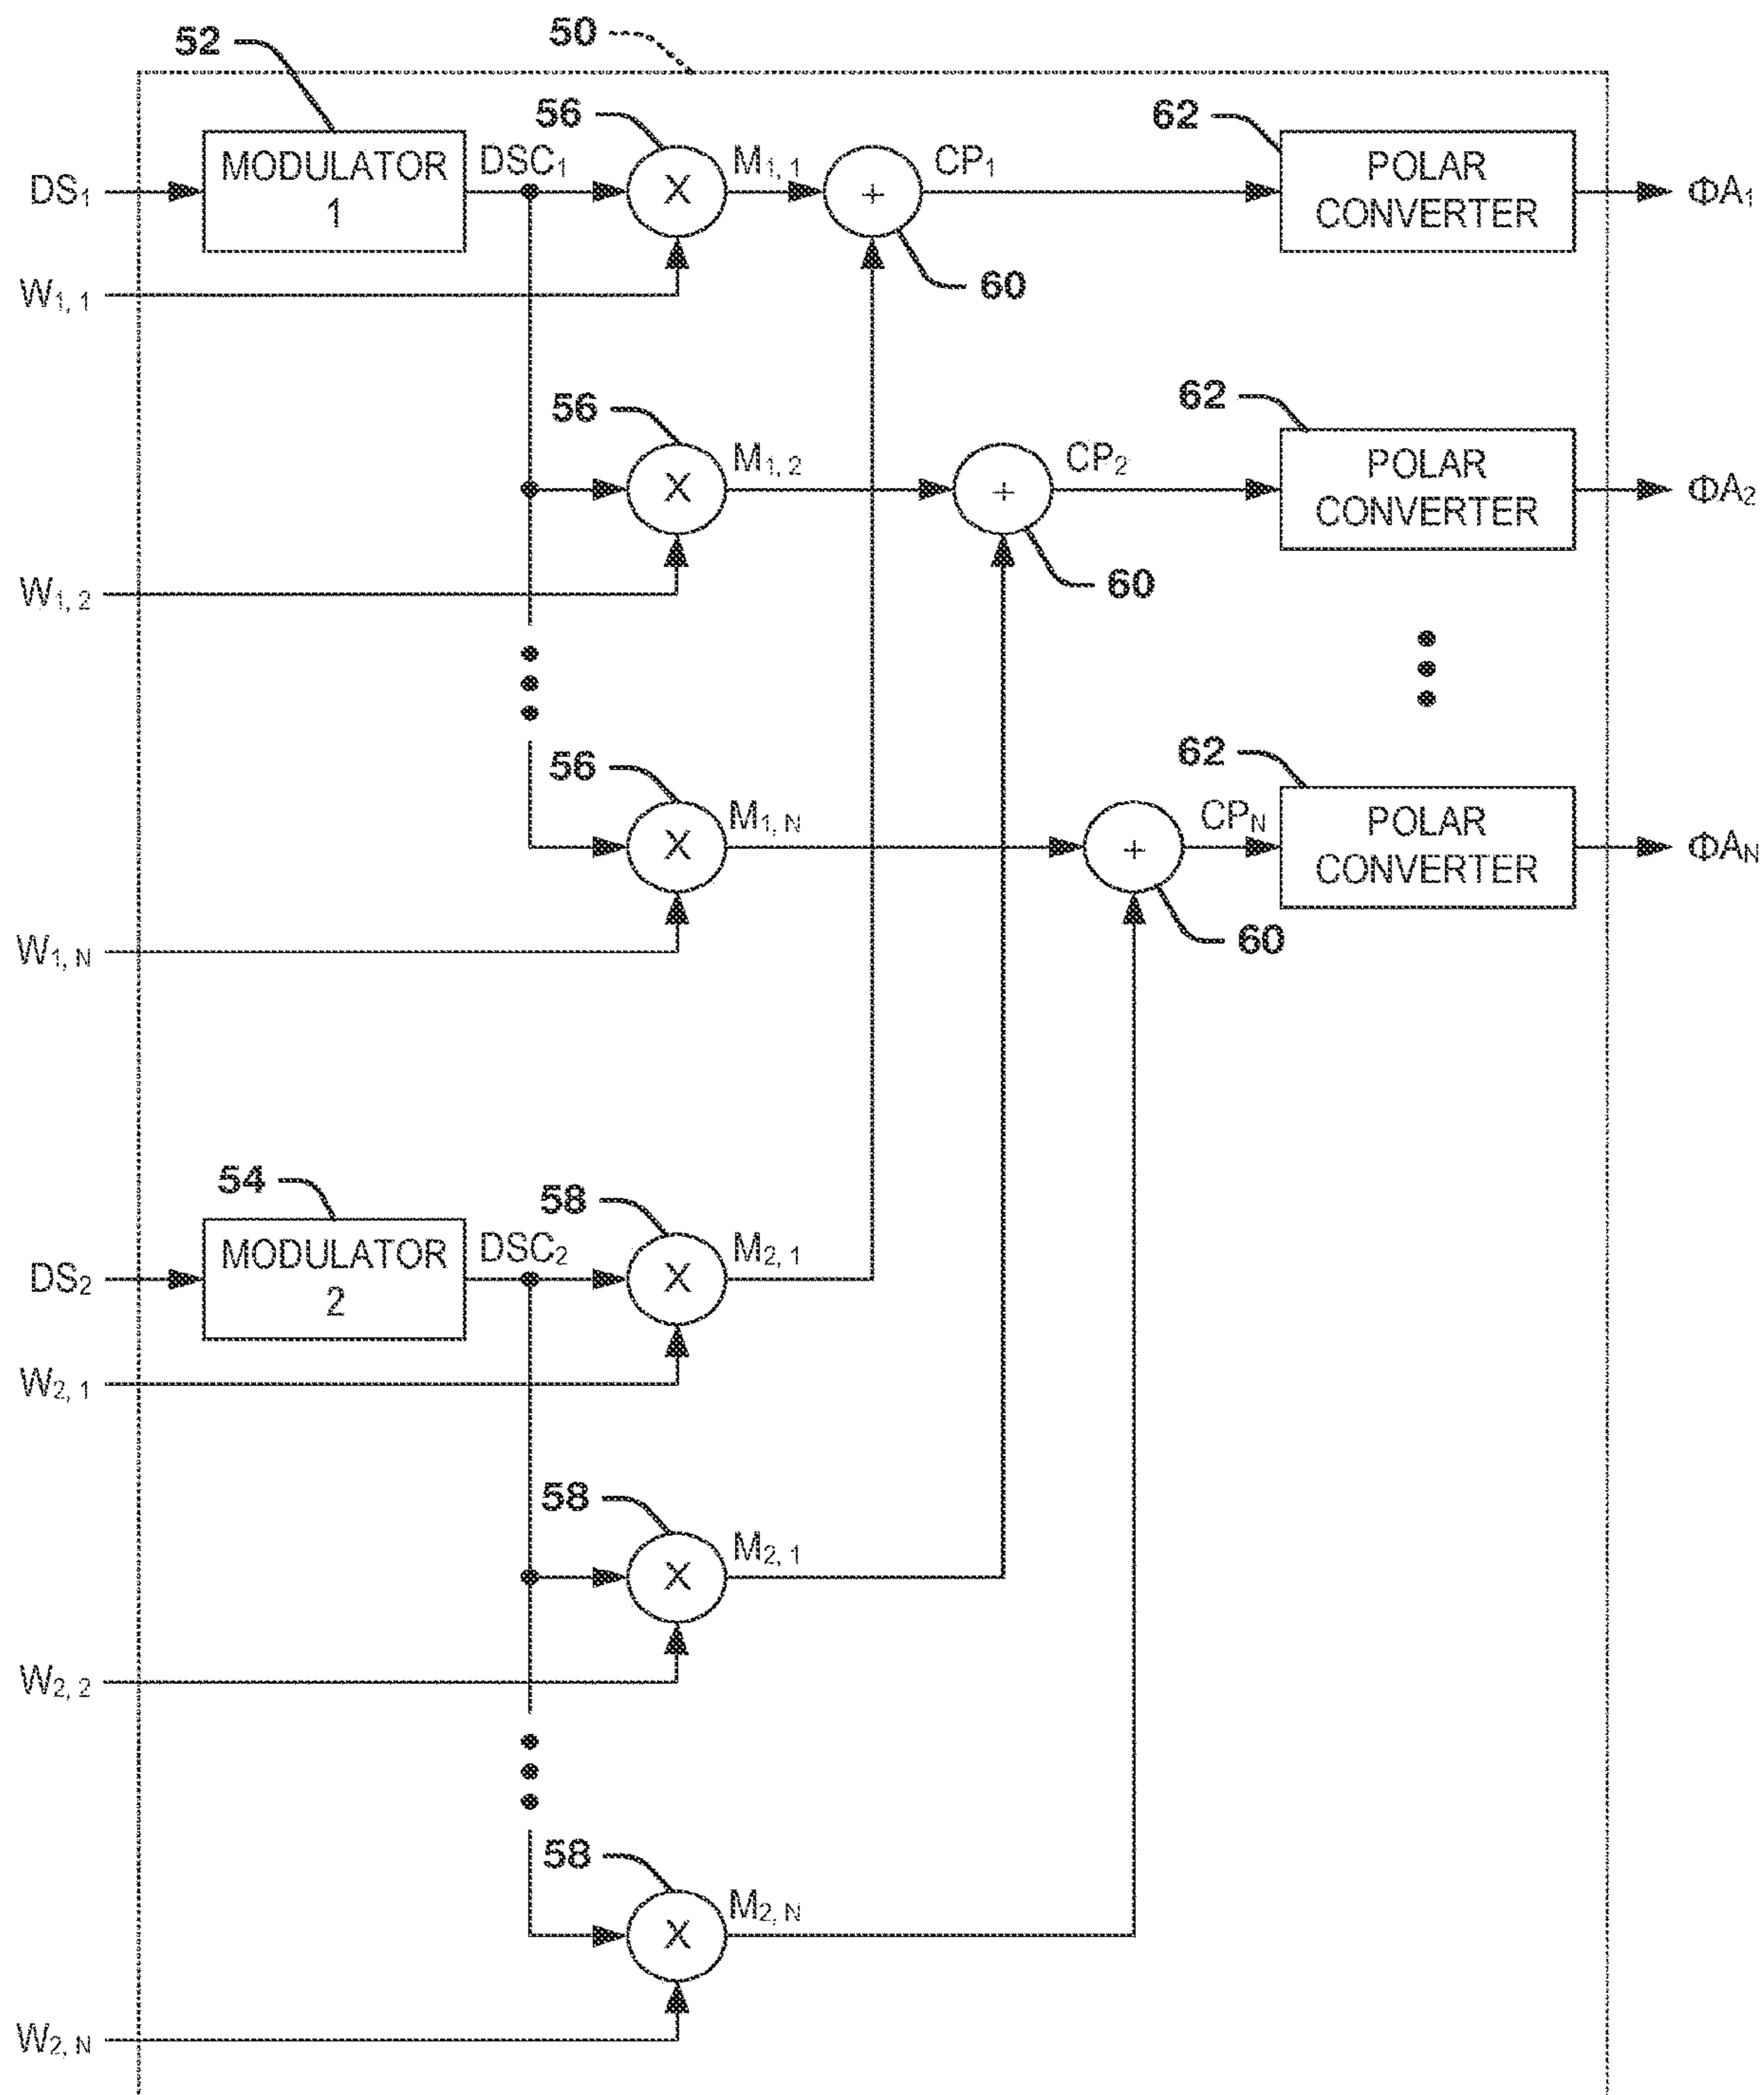 52
50
56
62
MODULATOR
1
DSC₁
M₁,₁
CP₁
POLAR
CONVERTER
DS₁
+
X
ΦA₁
W₁,₁
60
56
62
M₁,₂
CP₂
POLAR
CONVERTER
X
+
ΦA₂
W₁,₂
60
56
62
M₁,N
CPN
POLAR
CONVERTER
X
+
ΦAN
W₁,N
60
54
58
MODULATOR
2
DSC₂
M₂,₁
DS₂
X
W₂,₁
58
M₂,₁
X
W₂,₂
58
M₂,N
X
W₂,N